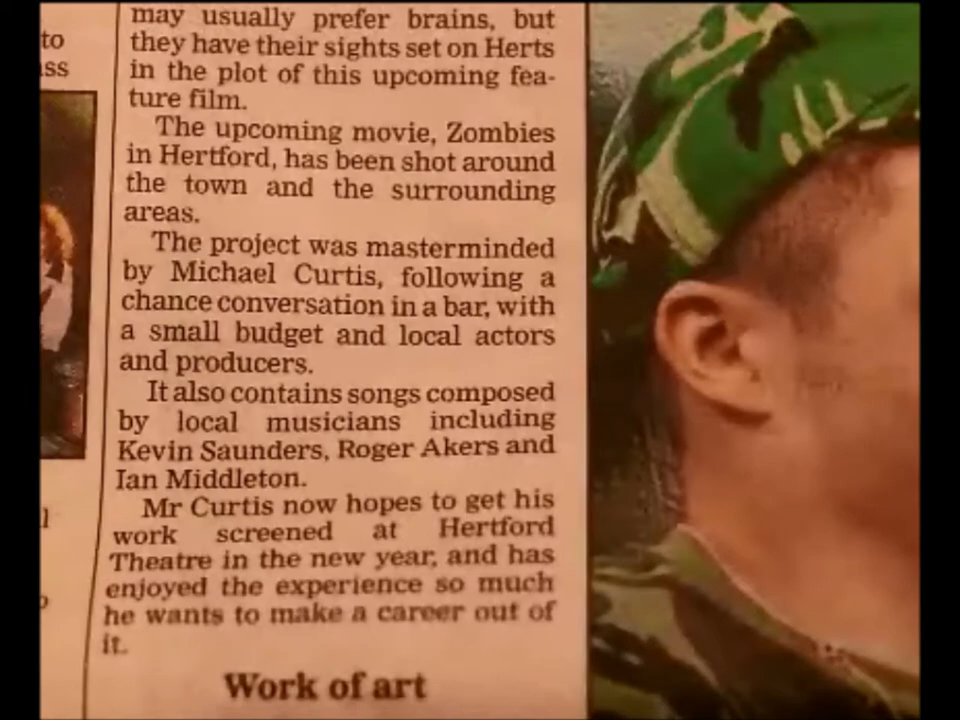 to
ss
may usually prefer brains, but
they have their sights set on Herts
in the plot of this upcoming fea-
ture film.
The upcoming movie, Zombies
in Hertford, has been shot around
the town and the surrounding
areas.
The project was masterminded
by Michael Curtis, following a
chance conversation in a bar, with
a small budget and local actors
and producers.
It also contains songs composed
by local musicians including
Kevin Saunders, Roger Akers and
Ian Middleton.
Mr Curtis now hopes to get his
work screened at Hertford
Theatre in the new year, and has
enjoyed the experience so much
he wants to make a career out of
it.
Work of art